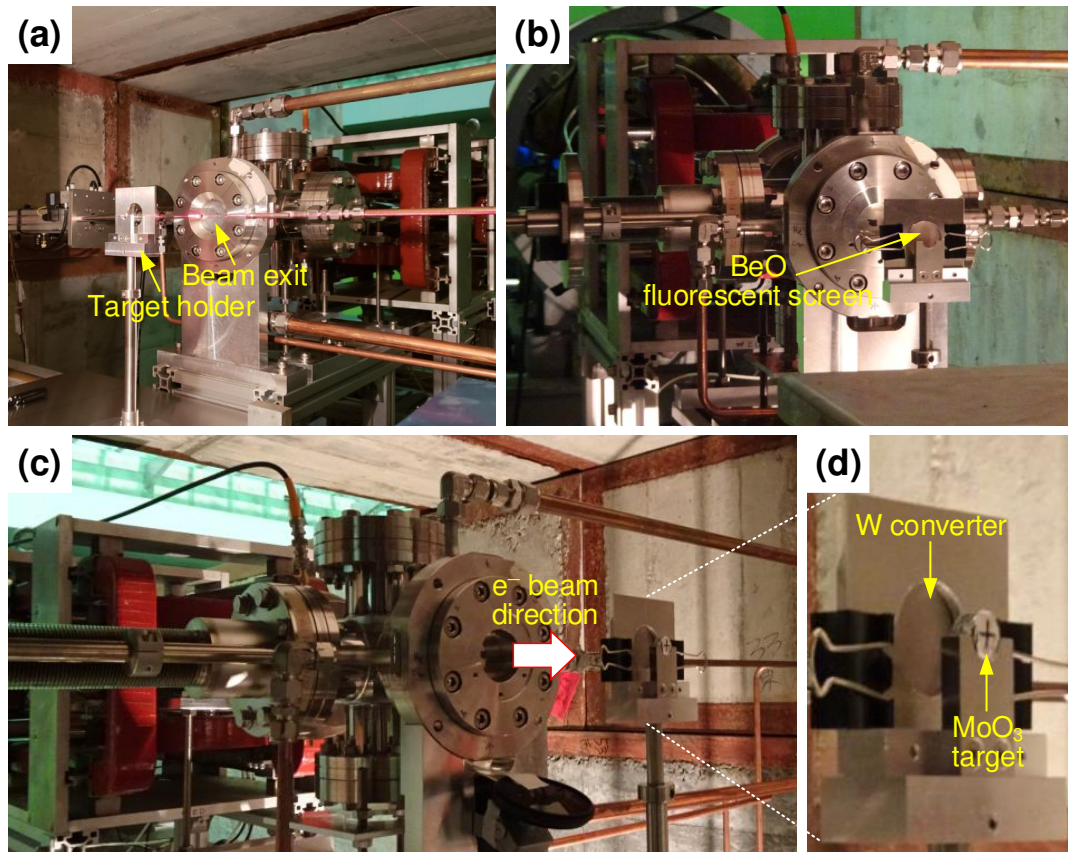 (a)
Beam exit
Target holder
(b)
BeO
fluorescent screen
(c)
e⁻ beam
direction
(d)
W converter
MoO₃
target